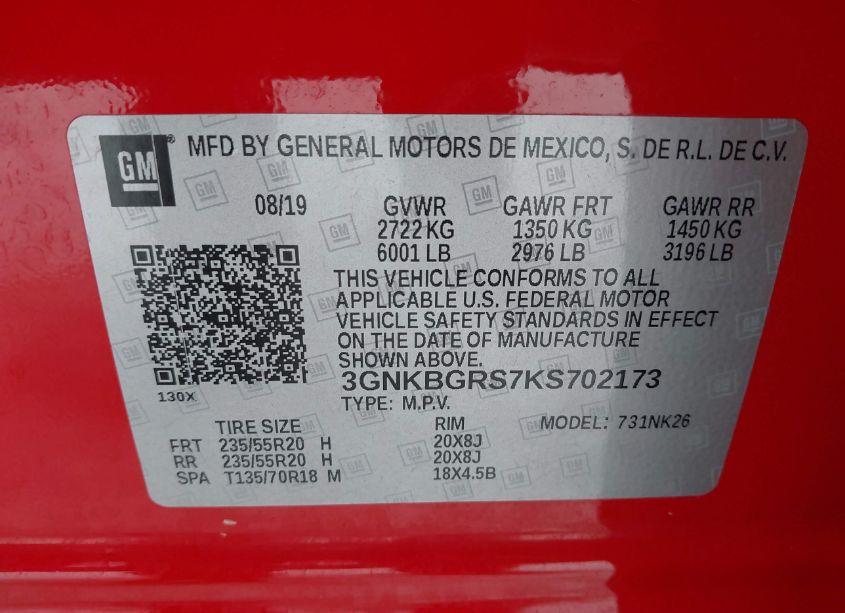 GM ® MFD BY GENERAL MOTORS DE MEXICO, S. DE R.L. DE C.V.
08/19 GVWR GAWR FRT GAWR RR
2722 KG 1350 KG 1450 KG
6001 LB 2976 LB 3196 LB
THIS VEHICLE CONFORMS TO ALL
APPLICABLE U.S. FEDERAL MOTOR
VEHICLE SAFETY STANDARDS IN EFFECT
ON THE DATE OF MANUFACTURE
SHOWN ABOVE.
130X
3GNKBGRS7KS702173
TYPE: M.P.V. MODEL: 731NK26
TIRE SIZE RIM
FRT 235/55R20 H 20X8J
RR 235/55R20 H 20X8J
SPA T135/70R18 M 18X4.5B